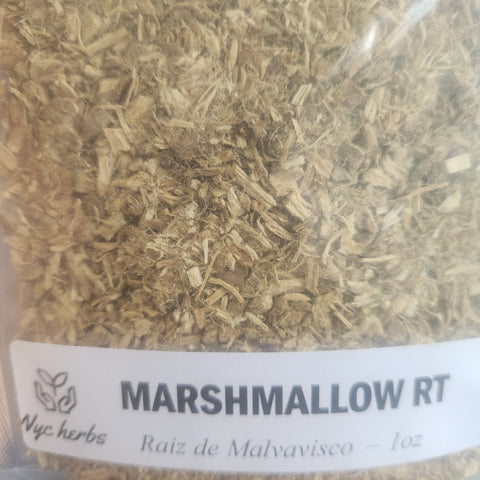 MARSHMALLOW RT
Nyc herbs
Raiz de Malvavisco – 1oz